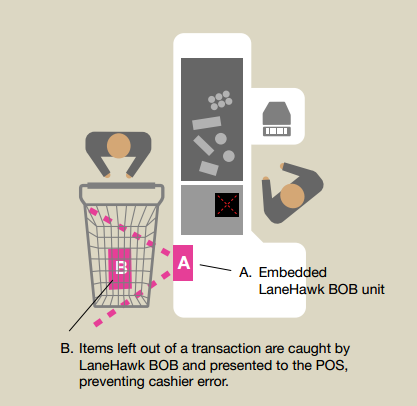 B
A
A. Embedded
LaneHawk BOB unit
B. Items left out of a transaction are caught by
LaneHawk BOB and presented to the POS,
preventing cashier error.